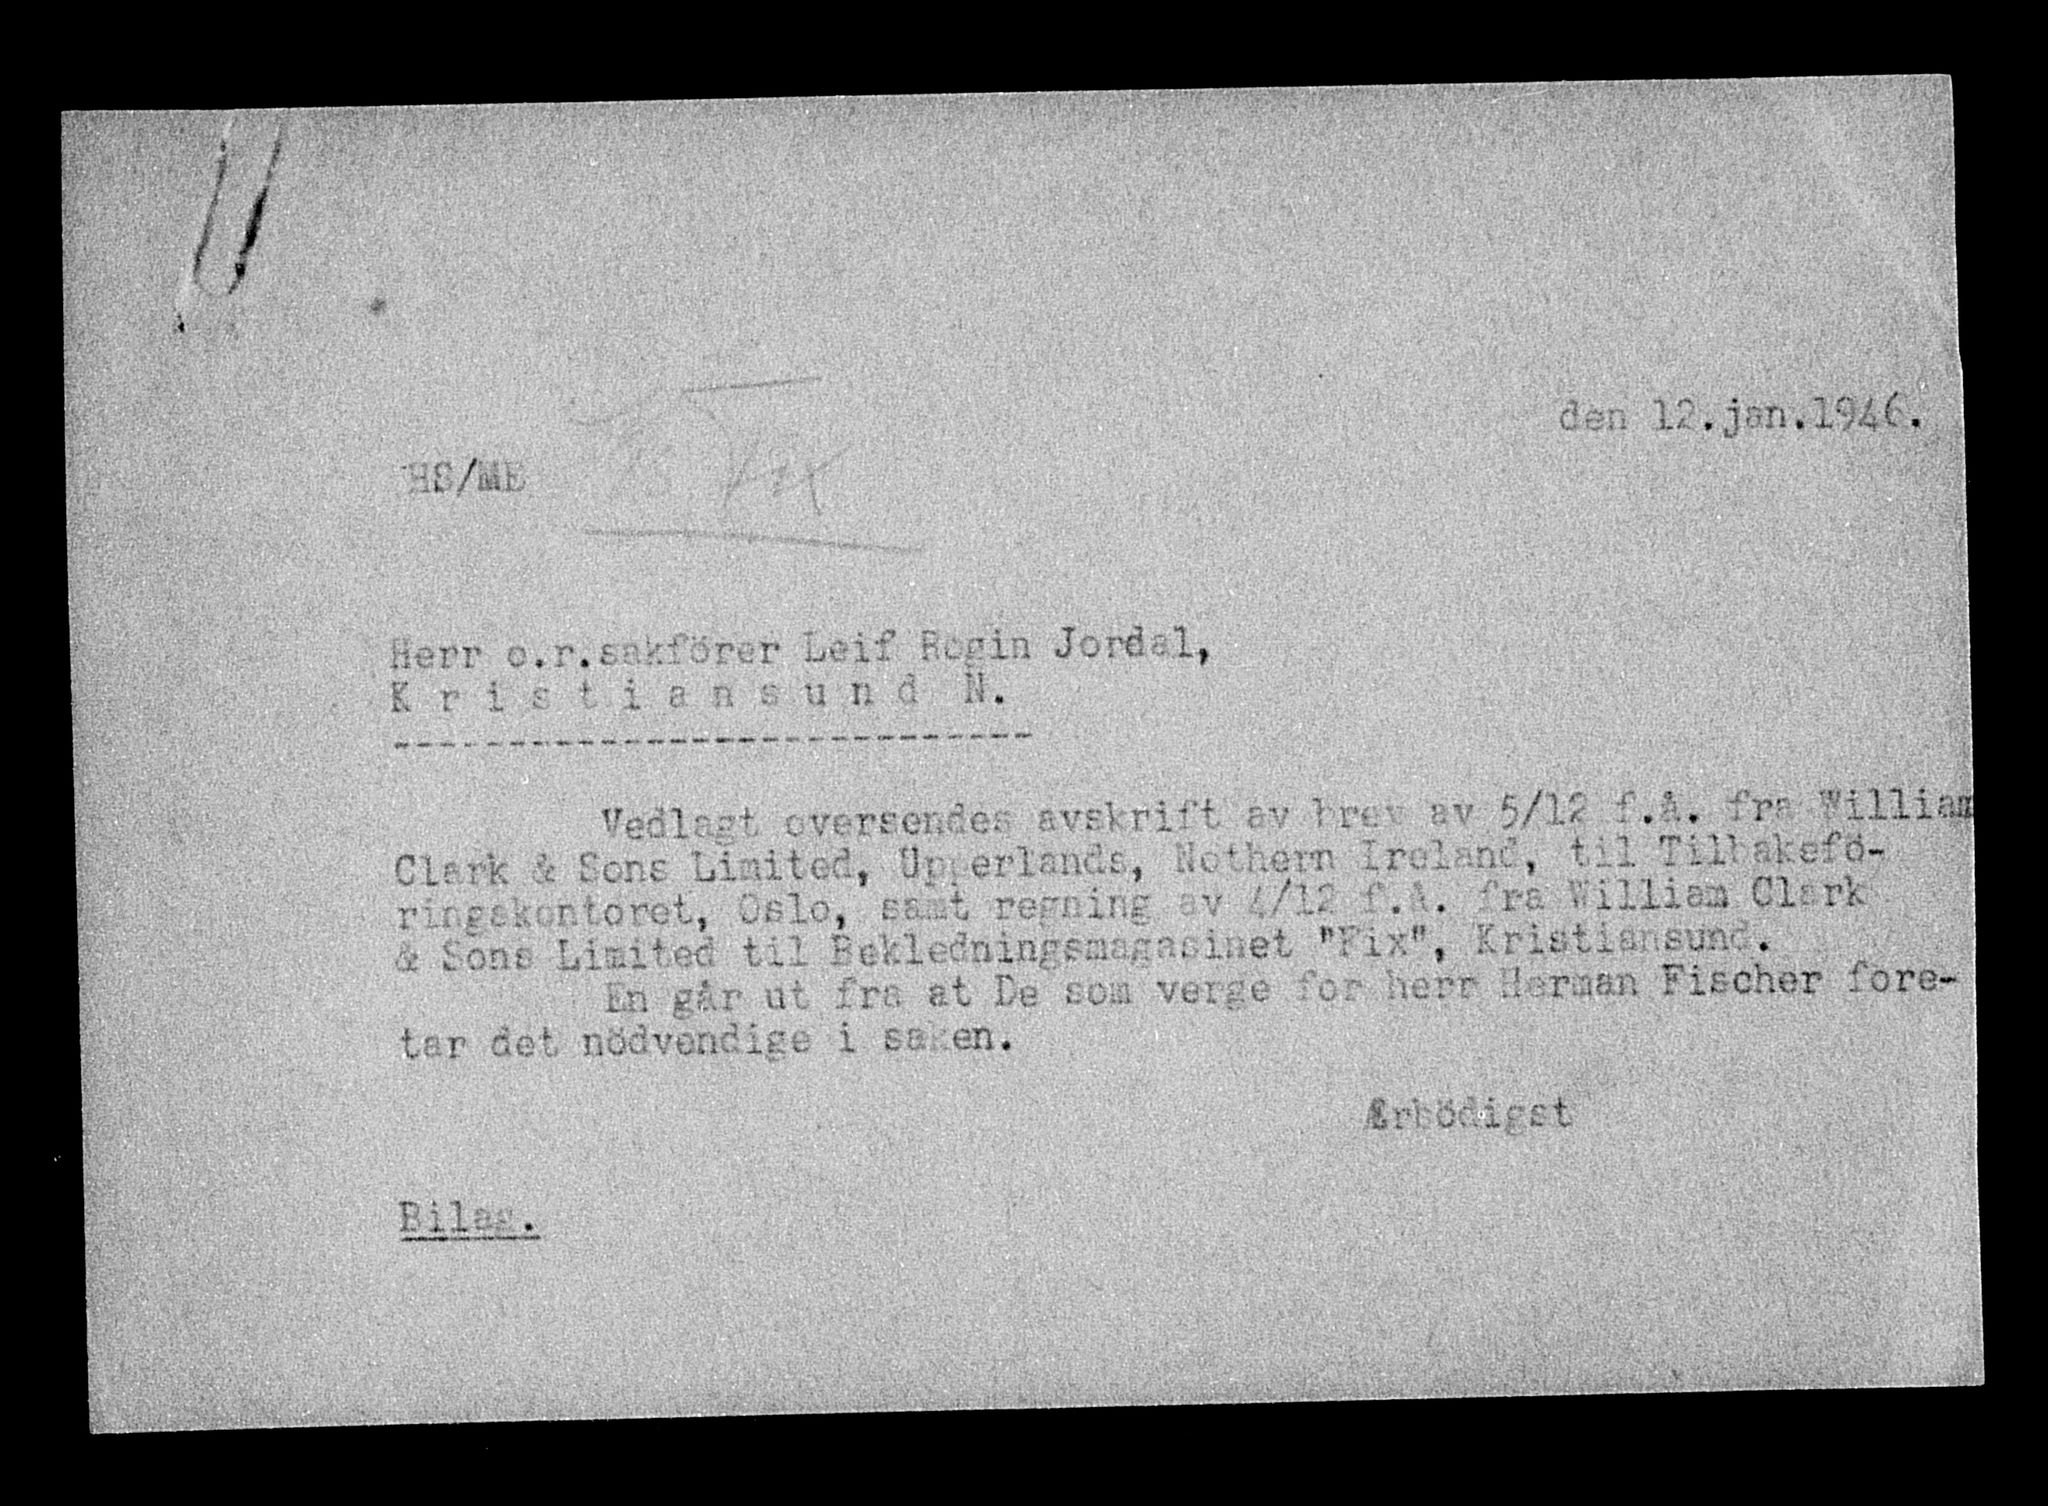 den 12.jan.1946.
HS/ME
Herr o.r.sakförer Leif Rogin Jordal,
K r i s t i a n s u n d N.
----------------------------
Vedlagt oversendes avskrift av brev av 5/12 f.å. fra William
Clark & Sons Limited, Upperlands, Nothern Ireland, til Tilbakefö-
ringskontoret, Oslo, samt regning av 4/12 f.å. fra William Clark
& Sons Limited til Bekledningsmagasinet "Fix", Kristiansund.
En går ut fra at De som verge for herr Herman Fischer fore-
tar det nödvendige i saken.
Ærbödigst
Bilag.